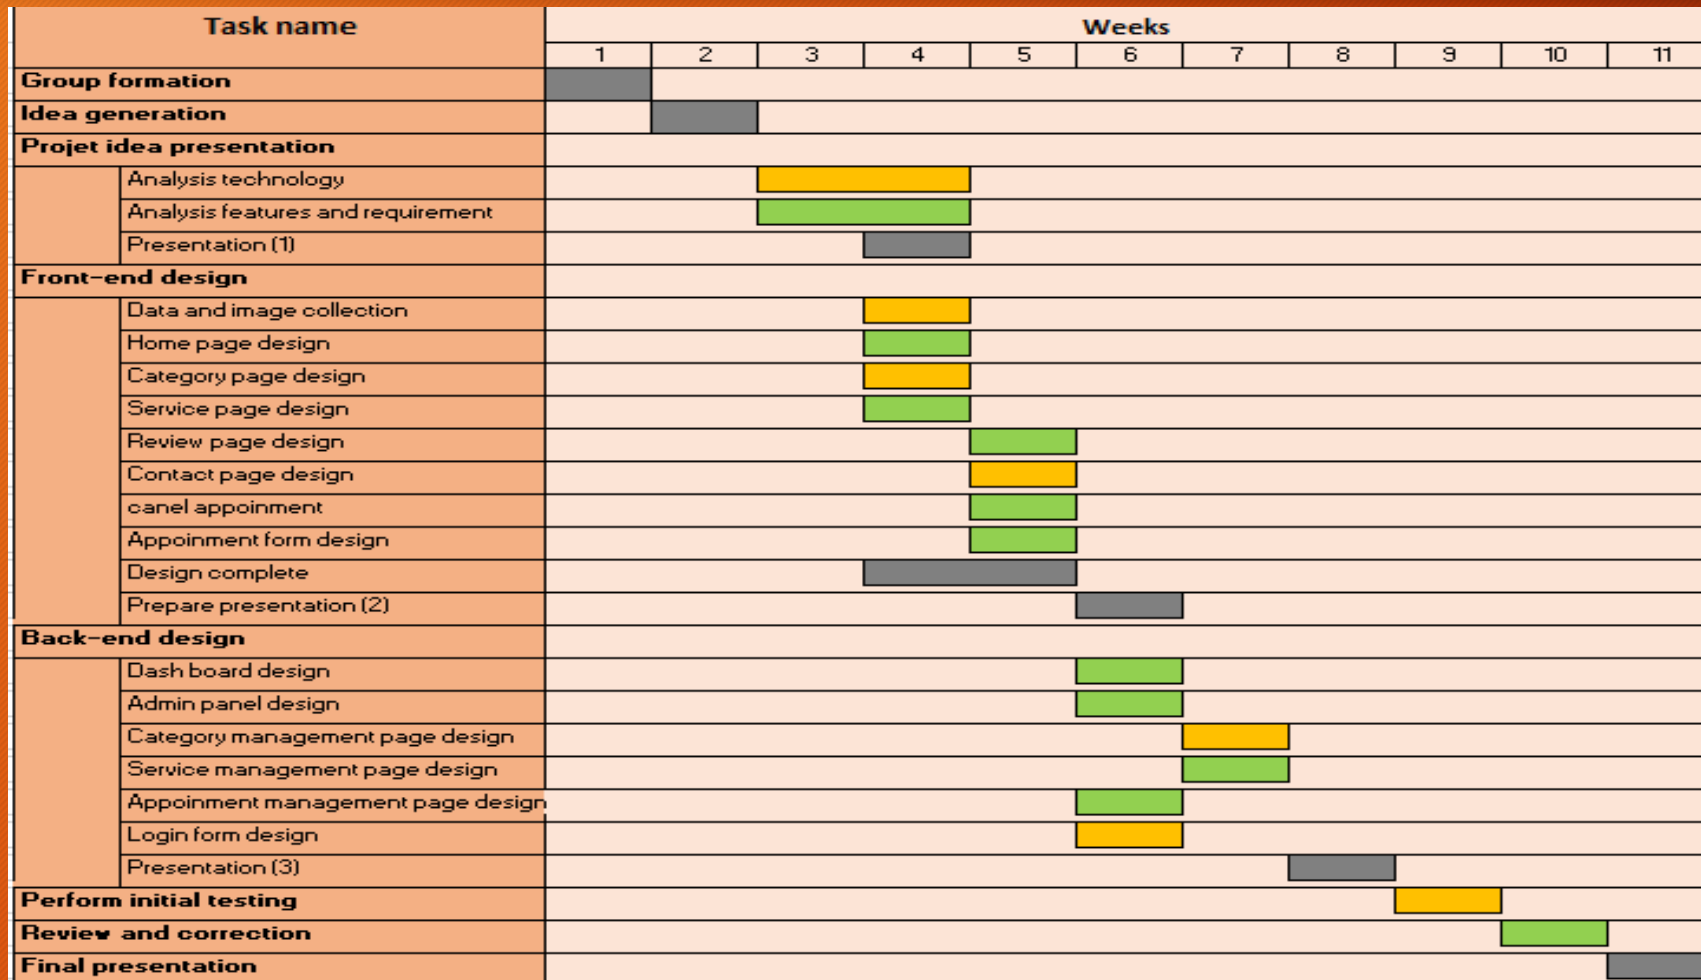 Task name
Weeks
1 2 3 4 5 6 7 8 9 10 11
Group formation
Idea generation
Projet idea presentation
Analysis technology
Analysis features and requirement
Presentation (1)
Front-end design
Data and image collection
Home page design
Category page design
Service page design
Review page design
Contact page design
canel appoinment
Appoinment form design
Design complete
Prepare presentation (2)
Back-end design
Dash board design
Admin panel design
Category management page design
Service management page design
Appoinment management page design
Login form design
Presentation (3)
Perform initial testing
Review and correction
Final presentation